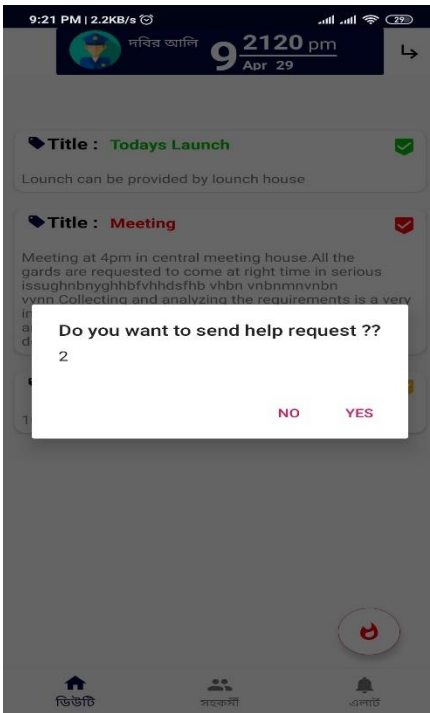 9:21 PM | 2.2KB/s
29
দবির আলি
9 2120 pm
Apr 29
Title : Todays Launch
Lounch can be provided by lounch house
Title : Meeting
Meeting at 4pm in central meeting house.All the
gards are requested to come at right time in serious
issughnbnyghhbfvhhdsfhb vhbn vnbnmnvnbn
vvnn Collecting and analyzing the requirements is a very
Do you want to send help request ??
2
NO YES
ডিউটি
সহকর্মী
এলার্ট